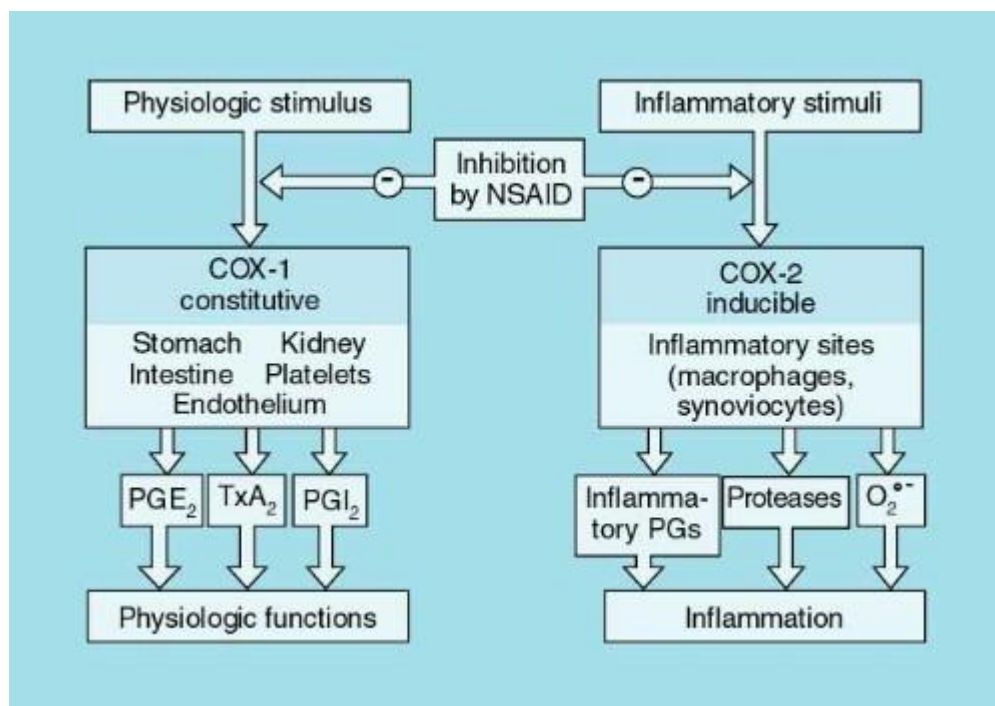 Physiologic stimulus
Inflammatory stimuli
Inhibition
by NSAID
-
-
COX-1
constitutive
Stomach Kidney
Intestine Platelets
Endothelium
COX-2
inducible
Inflammatory sites
(macrophages,
synoviocytes)
PGE₂
TxA₂
PGI₂
Inflamma-
tory PGs
Proteases
O₂•-
Physiologic functions
Inflammation